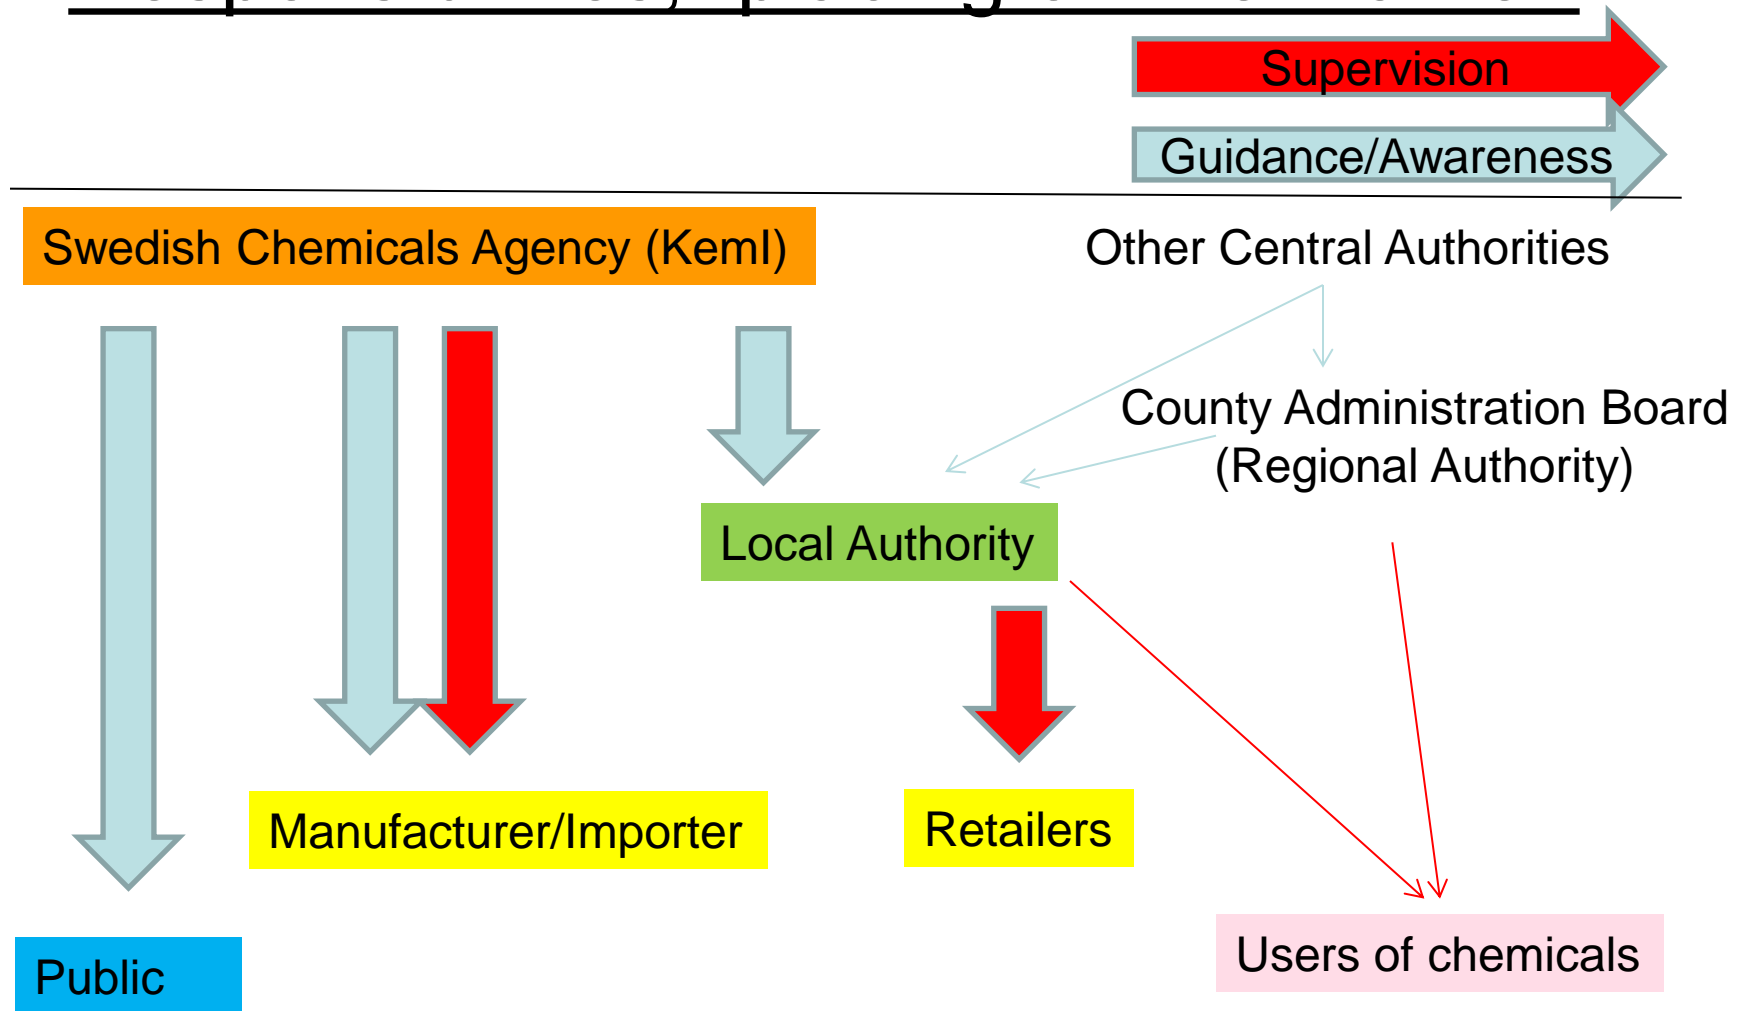 Supervision
Guidance/Awareness
Swedish Chemicals Agency (KemI)
Other Central Authorities
County Administration Board
(Regional Authority)
Local Authority
Manufacturer/Importer
Retailers
Users of chemicals
Public